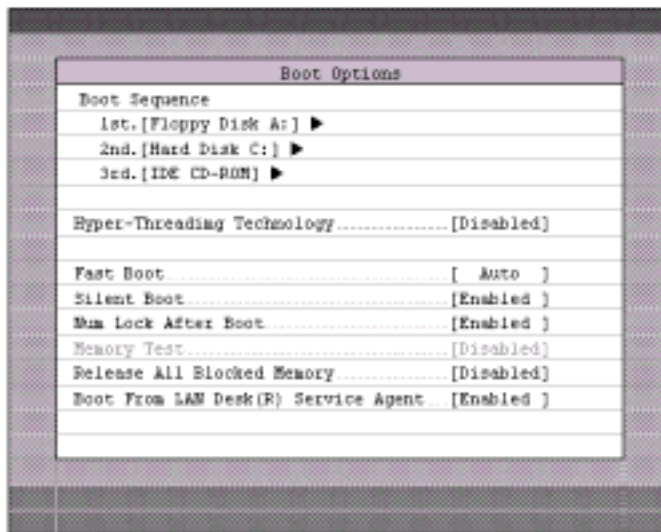 Boot Options
Boot Sequence
1st.[Floppy Disk A:] ▶
2nd.[Hard Disk C:] ▶
3rd.[IDE CD-ROM] ▶
Hyper-Threading Technology................[Disabled]
Fast Boot........................................[  Auto  ]
Silent Boot.....................................[Enabled ]
Num Lock After Boot..........................[Enabled ]
Memory Test.....................................[Disabled]
Release All Blocked Memory................[Disabled]
Boot From LAN Desk(R) Service Agent...[Enabled ]